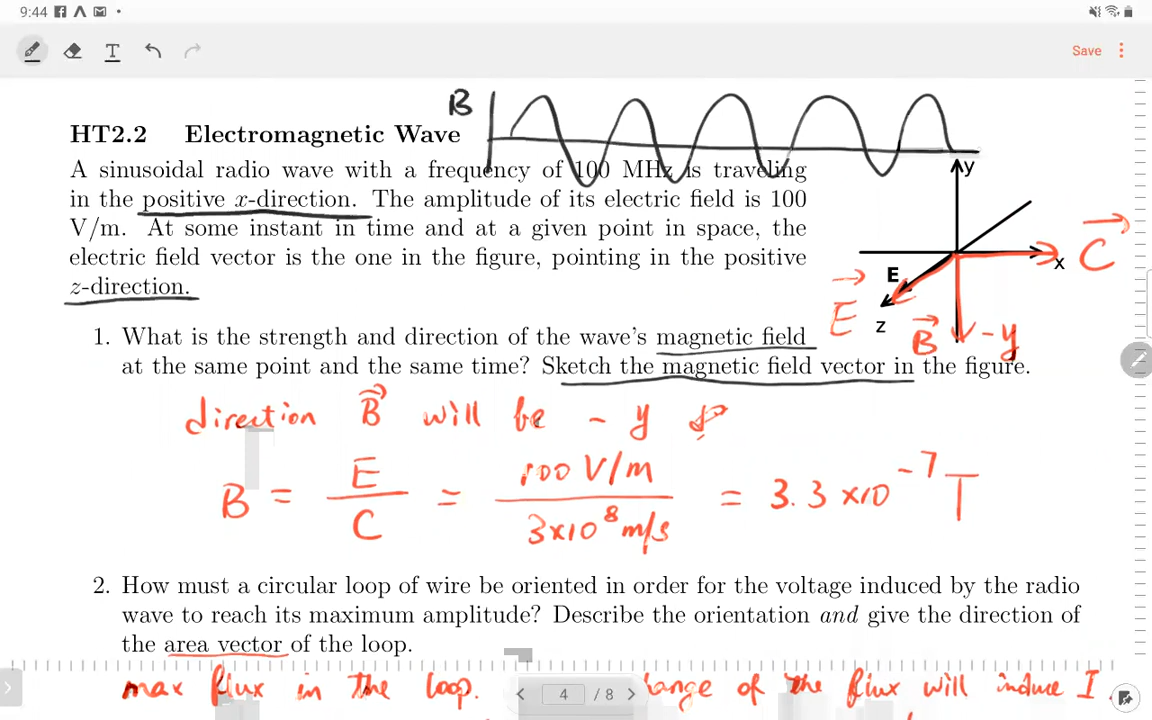 9:44
Save
B
HT2.2 Electromagnetic Wave
A sinusoidal radio wave with a frequency of 100 MHz is traveling
in the positive x-direction. The amplitude of its electric field is 100
V/m. At some instant in time and at a given point in space, the
electric field vector is the one in the figure, pointing in the positive
z-direction.
y
x
C
E
E
z
B
-y
1. What is the strength and direction of the wave's magnetic field
at the same point and the same time? Sketch the magnetic field vector in the figure.
direction B will be - y
B = E / C = 100 V/m / 3×10⁸ m/s = 3.3 ×10⁻⁷ T
2. How must a circular loop of wire be oriented in order for the voltage induced by the radio
wave to reach its maximum amplitude? Describe the orientation and give the direction of
the area vector of the loop.
max flux in the loop. of the flux will induce I.
4 / 8